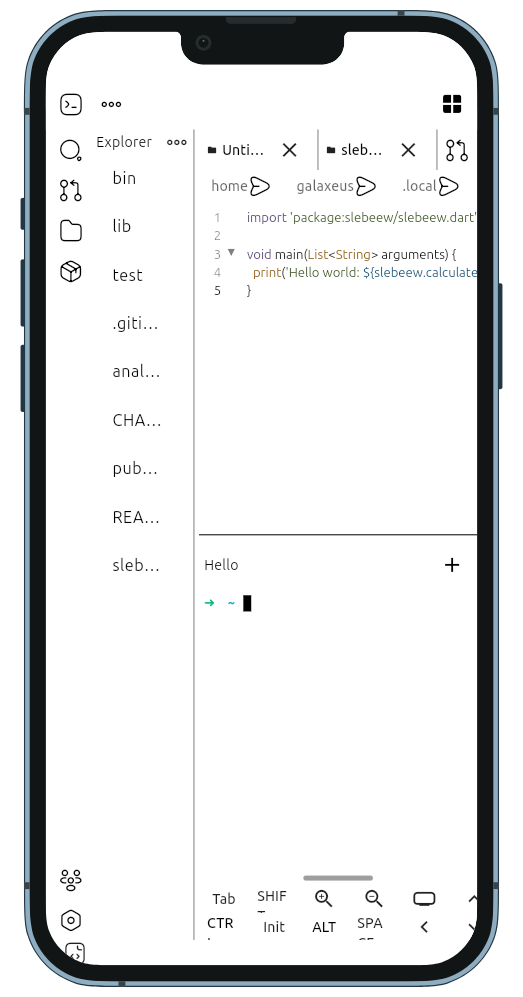 Explorer
bin
lib
test
.giti...
anal...
CHA...
pub...
REA...
sleb...
Unti...
sleb...
home
galaxeus
.local
1 import 'package:slebeew/slebeew.dart'
2
3 void main(List<String> arguments) {
4 print('Hello world: ${slebeew.calculate
5 }
Hello
➜ ~
Tab SHIF
CTR Init ALT SPA